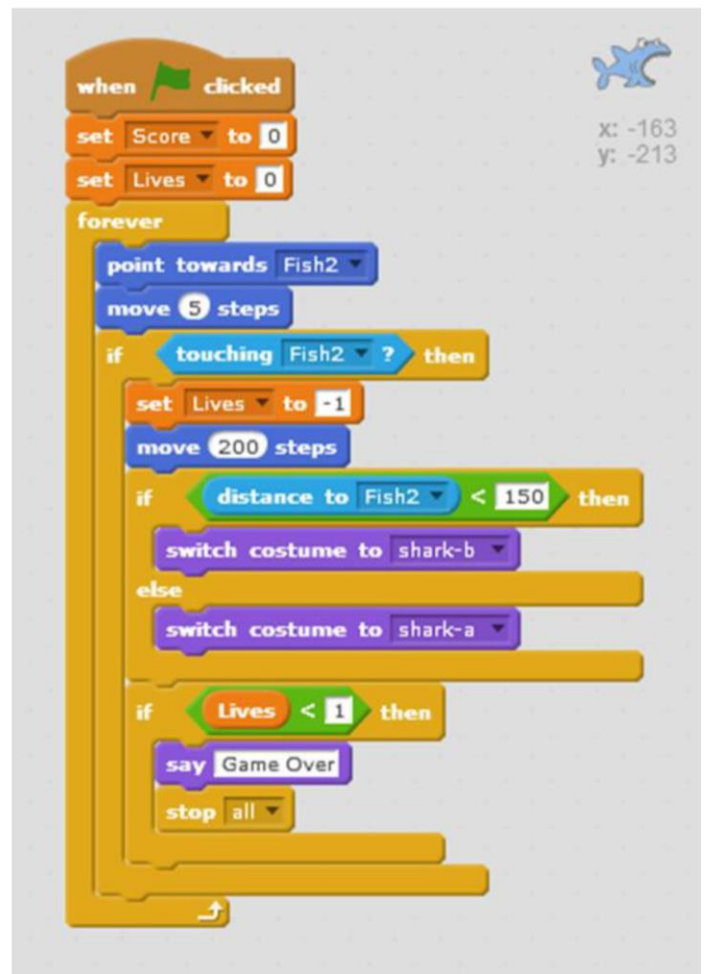 when clicked
x: -163
set Score to 0
y: -213
set Lives to 0
forever
point towards Fish2
move 5 steps
if touching Fish2 ? then
set Lives to -1
move 200 steps
if distance to Fish2 < 150 then
switch costume to shark-b
else
switch costume to shark-a
if Lives < 1 then
say Game Over
stop all